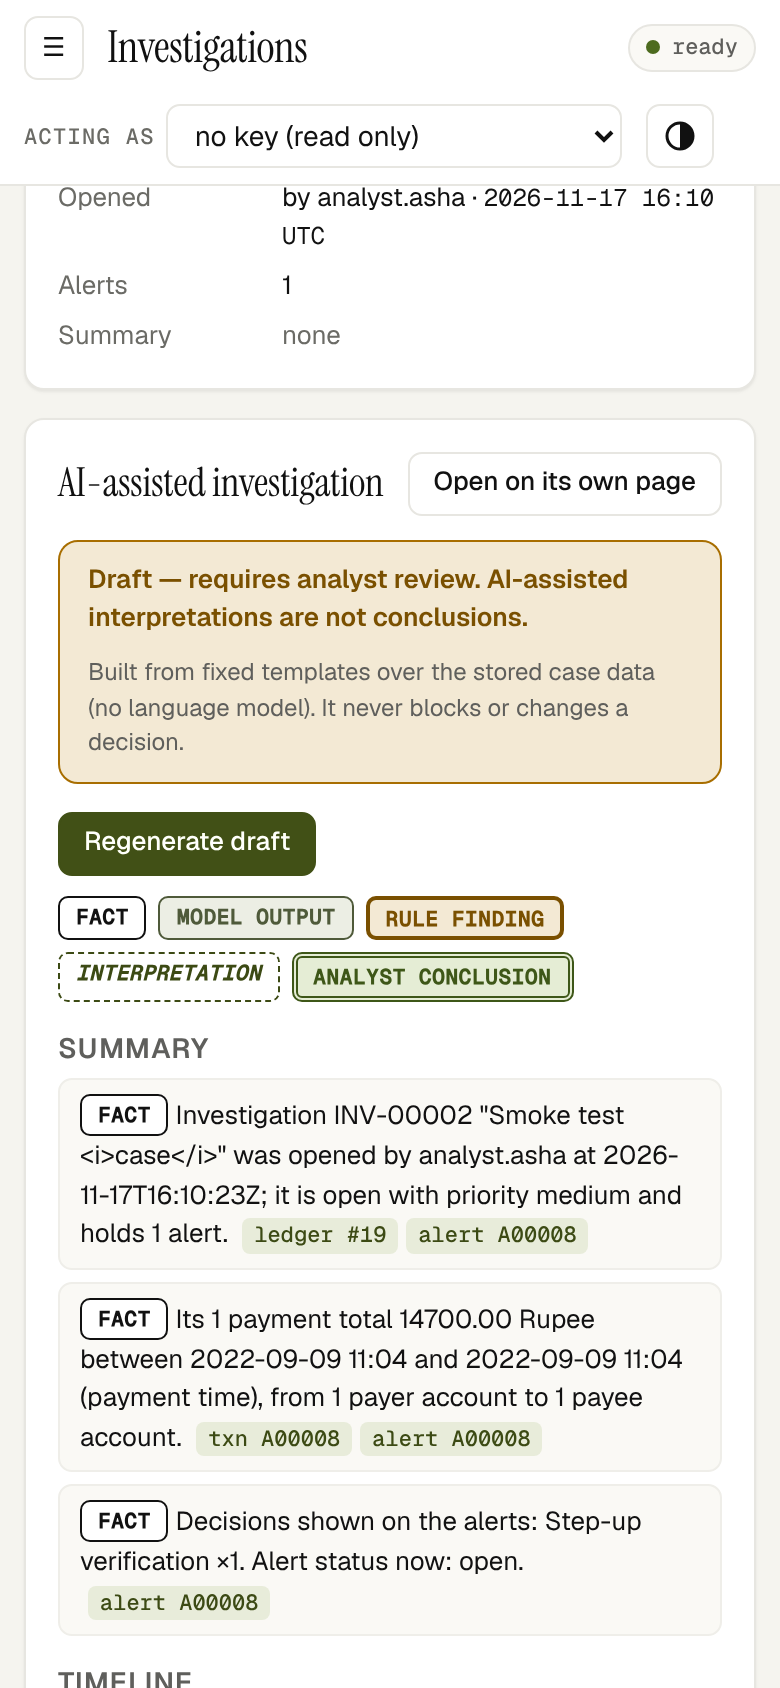 ☰ Investigations ready
ACTING AS no key (read only)
Opened by analyst.asha · 2026-11-17 16:10
UTC
Alerts 1
Summary none
AI-assisted investigation Open on its own page
Draft — requires analyst review. AI-assisted
interpretations are not conclusions.
Built from fixed templates over the stored case data
(no language model). It never blocks or changes a
decision.
Regenerate draft
FACT MODEL OUTPUT RULE FINDING
INTERPRETATION ANALYST CONCLUSION
SUMMARY
FACT Investigation INV-00002 "Smoke test
<i>case</i>" was opened by analyst.asha at 2026-
11-17T16:10:23Z; it is open with priority medium and
holds 1 alert. ledger #19 alert A00008
FACT Its 1 payment total 14700.00 Rupee
between 2022-09-09 11:04 and 2022-09-09 11:04
(payment time), from 1 payer account to 1 payee
account. txn A00008 alert A00008
FACT Decisions shown on the alerts: Step-up
verification ×1. Alert status now: open.
alert A00008
TIMELINE